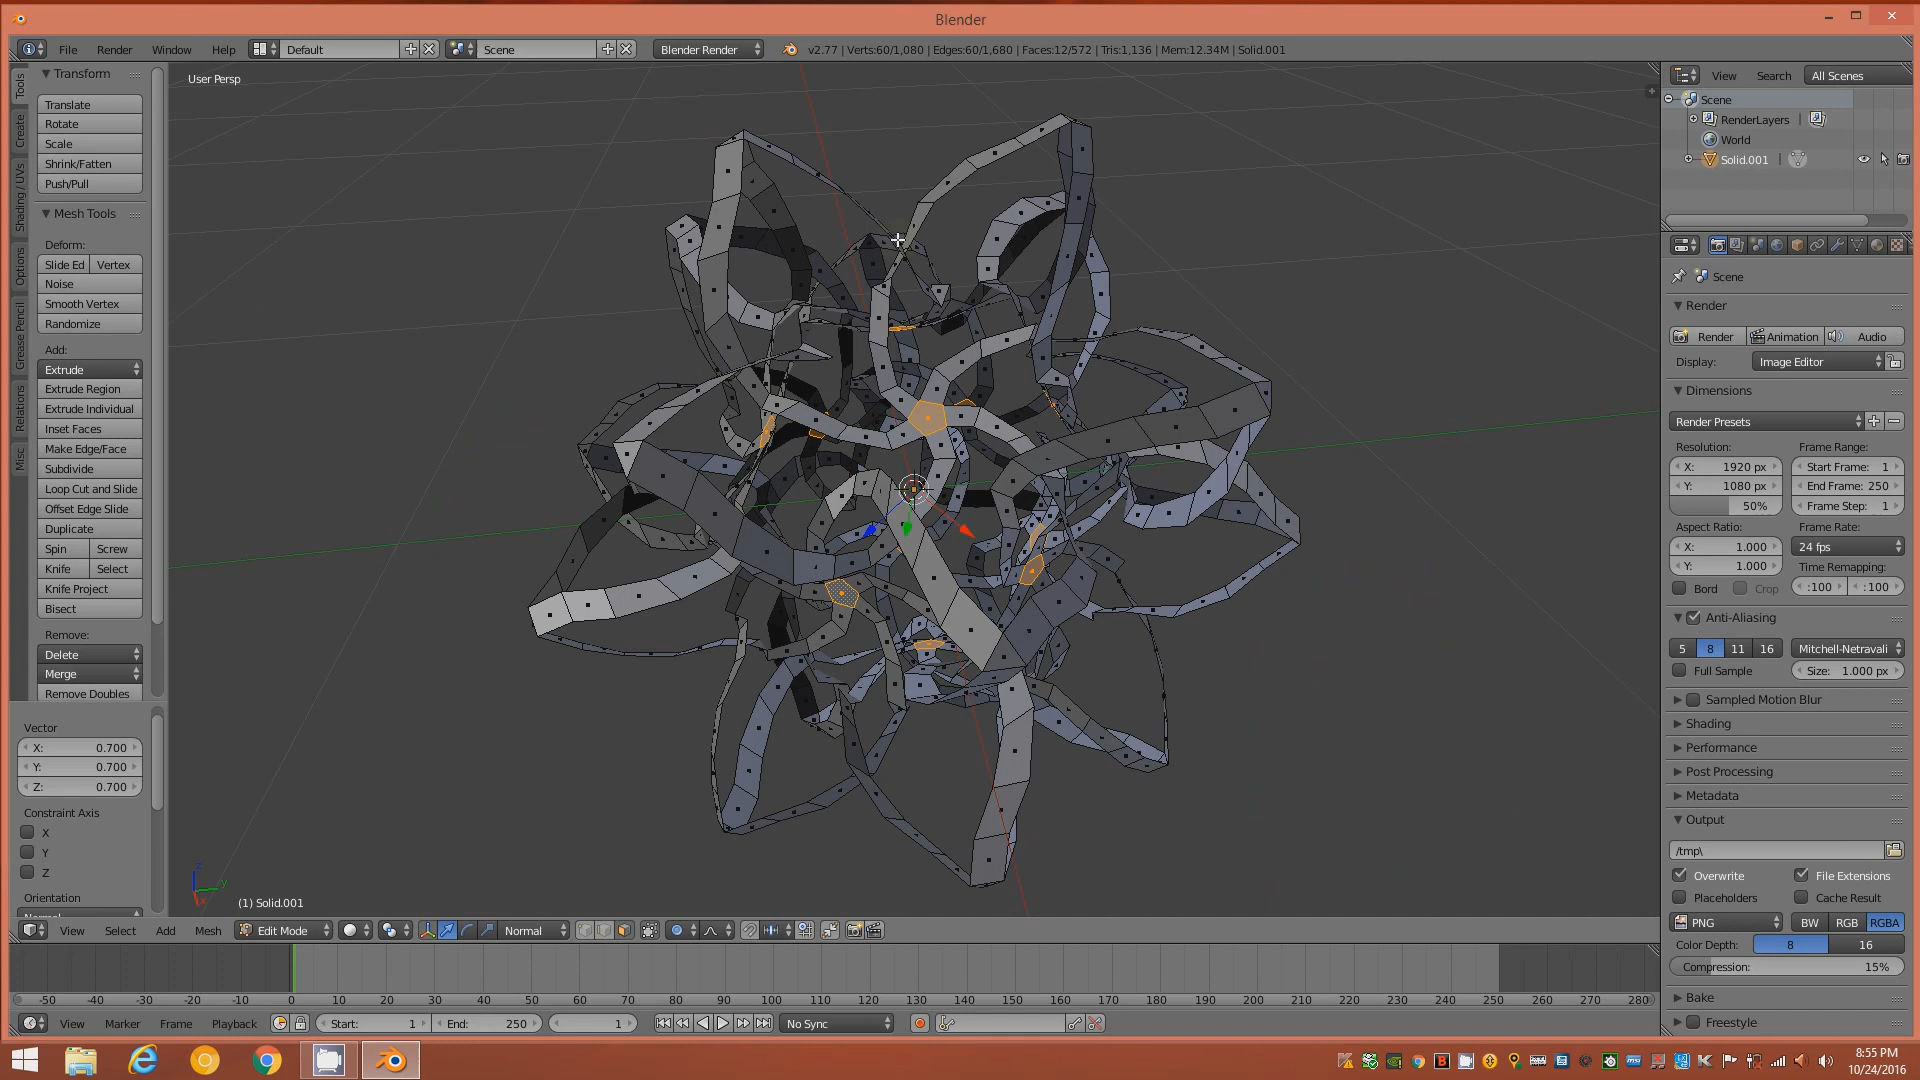 Blender
File Render Window Help Default Scene Blender Render v2.77 | Verts:60/1,080 | Edges:60/1,680 | Faces:12/572 | Tris:1,136 | Mem:12.34M | Solid.001
Tools
Create
Shading / UVs
Options
Grease Pencil
Relations
Misc
Transform
Translate
Rotate
Scale
Shrink/Fatten
Push/Pull
Mesh Tools
Deform:
Slide Ed Vertex
Noise
Smooth Vertex
Randomize
Add:
Extrude
Extrude Region
Extrude Individual
Inset Faces
Make Edge/Face
Subdivide
Loop Cut and Slide
Offset Edge Slide
Duplicate
Spin Screw
Knife Select
Knife Project
Bisect
Remove:
Delete
Merge
Remove Doubles
Vector
X: 0.700
Y: 0.700
Z: 0.700
Constraint Axis
X
Y
Z
Orientation
Normal
User Persp
z
y
x
(1) Solid.001
View Select Add Mesh Edit Mode Normal
-50 -40 -30 -20 -10 0 10 20 30 40 50 60 70 80 90 100 110 120 130 140 150 160 170 180 190 200 210 220 230 240 250 260 270 280
View Marker Frame Playback Start: 1 End: 250 1 No Sync
View Search All Scenes
Scene
RenderLayers
World
Solid.001
Scene
Render
Render Animation Audio
Display: Image Editor
Dimensions
Render Presets
Resolution: Frame Range:
X: 1920 px Start Frame: 1
Y: 1080 px End Frame: 250
50% Frame Step: 1
Aspect Ratio: Frame Rate:
X: 1.000 24 fps
Y: 1.000 Time Remapping:
Bord Crop :100 :100
Anti-Aliasing
5 8 11 16 Mitchell-Netravali
Full Sample Size: 1.000 px
Sampled Motion Blur
Shading
Performance
Post Processing
Metadata
Output
/tmp\
Overwrite File Extensions
Placeholders Cache Result
PNG BW RGB RGBA
Color Depth: 8 16
Compression: 15%
Bake
Freestyle
8:55 PM
10/24/2016